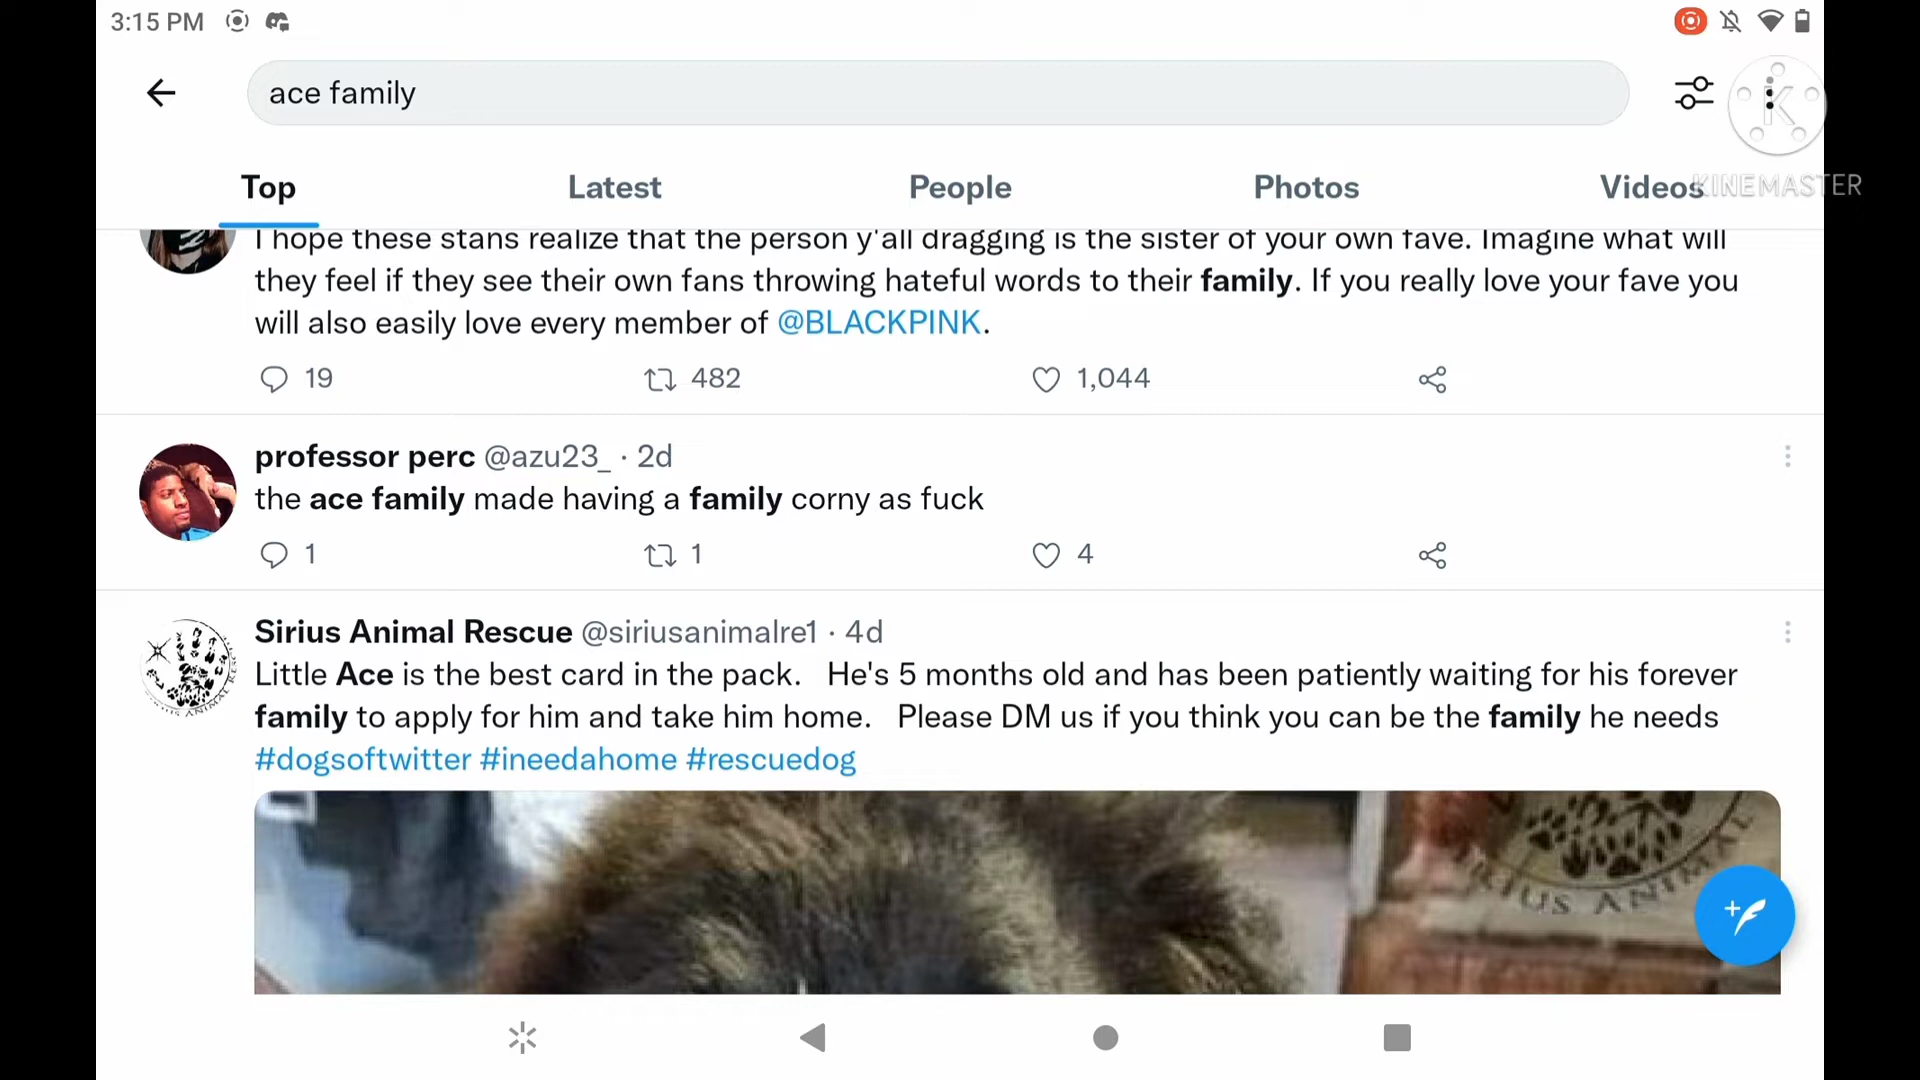 3:15 PM
ace family
Top
Latest
People
Photos
Videos
KINEMASTER
I hope these stans realize that the person y'all dragging is the sister of your own fave. Imagine what will
they feel if they see their own fans throwing hateful words to their family. If you really love your fave you
will also easily love every member of @BLACKPINK.
19
482
1,044
professor perc @azu23_ · 2d
the ace family made having a family corny as fuck
1
1
4
Sirius Animal Rescue @siriusanimalre1 · 4d
Little Ace is the best card in the pack. He's 5 months old and has been patiently waiting for his forever
family to apply for him and take him home. Please DM us if you think you can be the family he needs
#dogsoftwitter #ineedahome #rescuedog